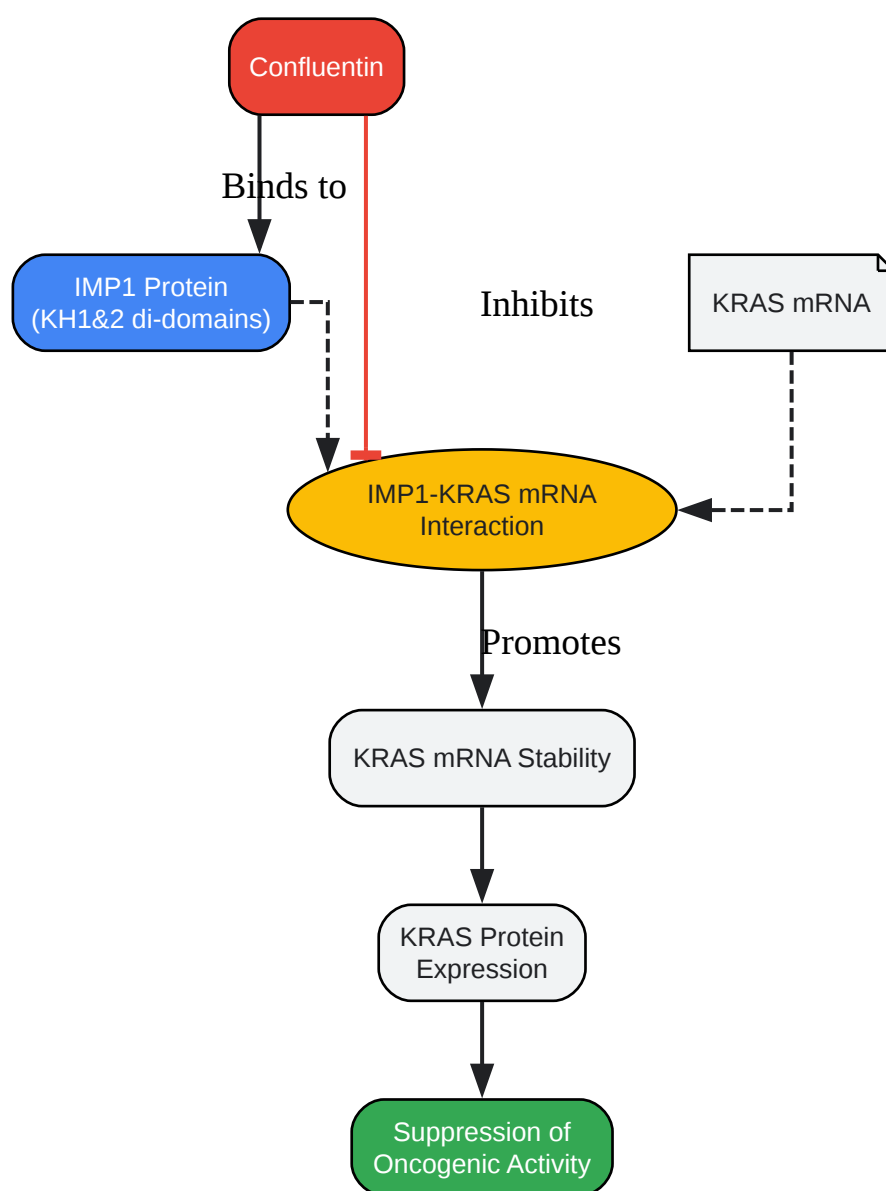 Confluentin
Binds to
IMP1 Protein
(KH1&2 di-domains)
Inhibits
KRAS mRNA
IMP1-KRAS mRNA
Interaction
Promotes
KRAS mRNA Stability
KRAS Protein
Expression
Suppression of
Oncogenic Activity